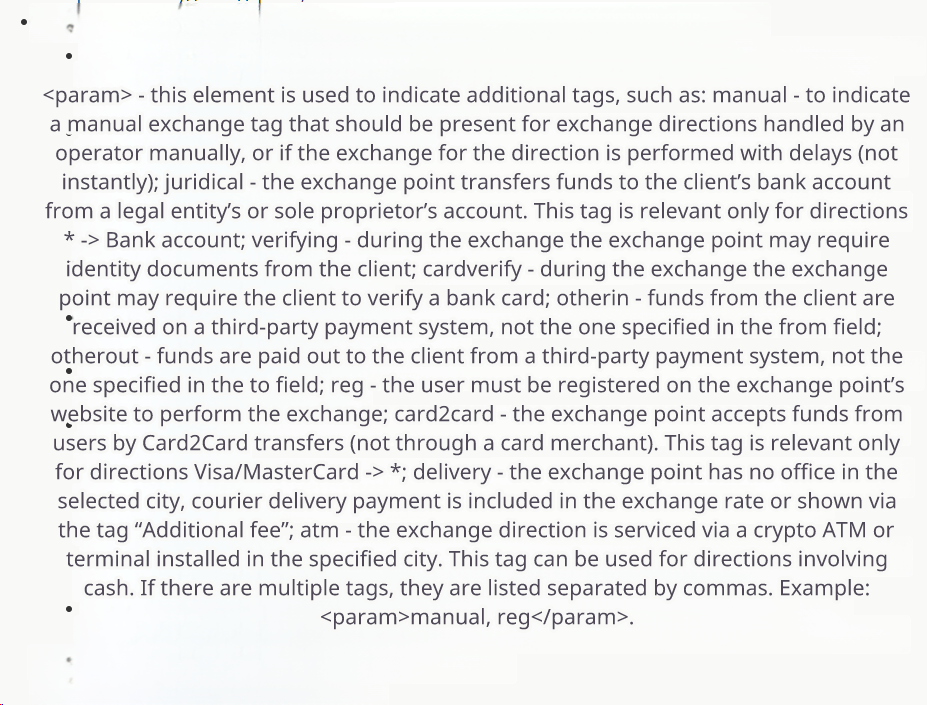 <param> - this element is used to indicate additional tags, such as: manual - to indicate
a manual exchange tag that should be present for exchange directions handled by an
operator manually, or if the exchange for the direction is performed with delays (not
instantly); juridical - the exchange point transfers funds to the client’s bank account
from a legal entity’s or sole proprietor’s account. This tag is relevant only for directions
* -> Bank account; verifying - during the exchange the exchange point may require
identity documents from the client; cardverify - during the exchange the exchange
point may require the client to verify a bank card; otherin - funds from the client are
received on a third-party payment system, not the one specified in the from field;
otherout - funds are paid out to the client from a third-party payment system, not the
one specified in the to field; reg - the user must be registered on the exchange point’s
website to perform the exchange; card2card - the exchange point accepts funds from
users by Card2Card transfers (not through a card merchant). This tag is relevant only
for directions Visa/MasterCard -> *; delivery - the exchange point has no office in the
selected city, courier delivery payment is included in the exchange rate or shown via
the tag “Additional fee”; atm - the exchange direction is serviced via a crypto ATM or
terminal installed in the specified city. This tag can be used for directions involving
cash. If there are multiple tags, they are listed separated by commas. Example:
<param>manual, reg</param>.